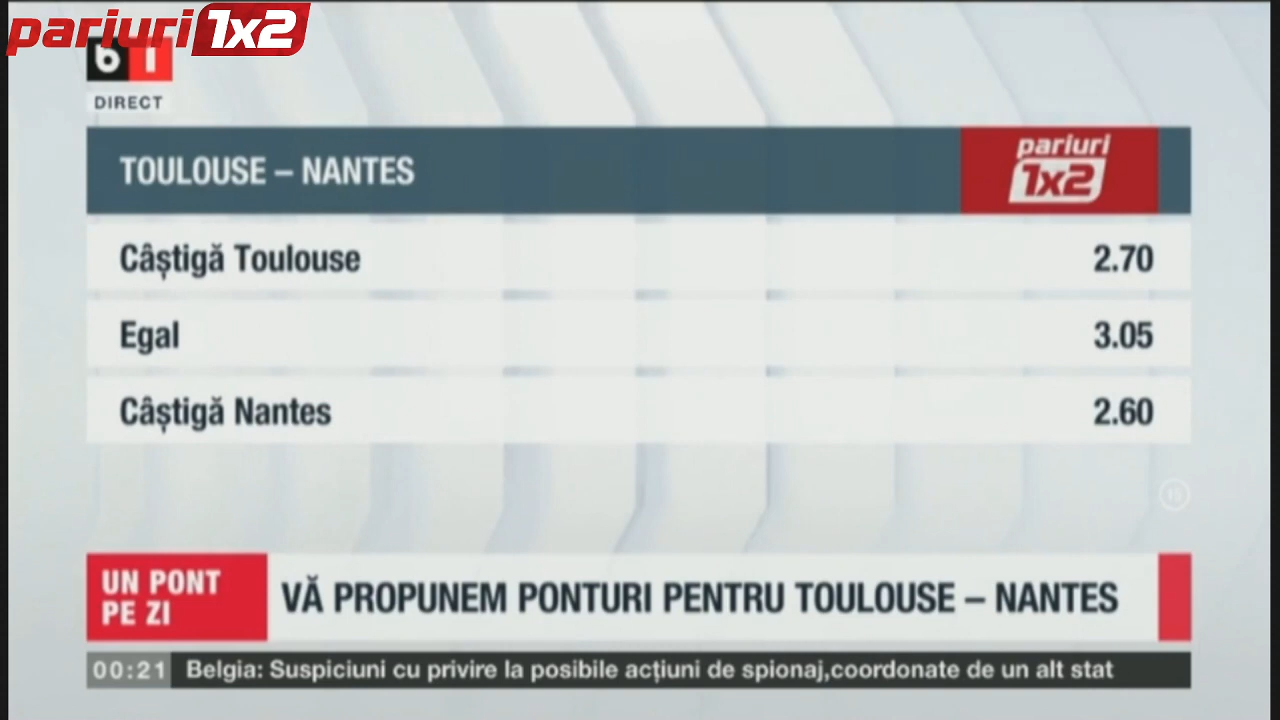 pariuri 1x2
b 1
DIRECT
TOULOUSE – NANTES
pariuri
1x2
Câștigă Toulouse 2.70
Egal 3.05
Câștigă Nantes 2.60
UN PONT
PE ZI
VĂ PROPUNEM PONTURI PENTRU TOULOUSE – NANTES
00:21 Belgia: Suspiciuni cu privire la posibile acțiuni de spionaj,coordonate de un alt stat